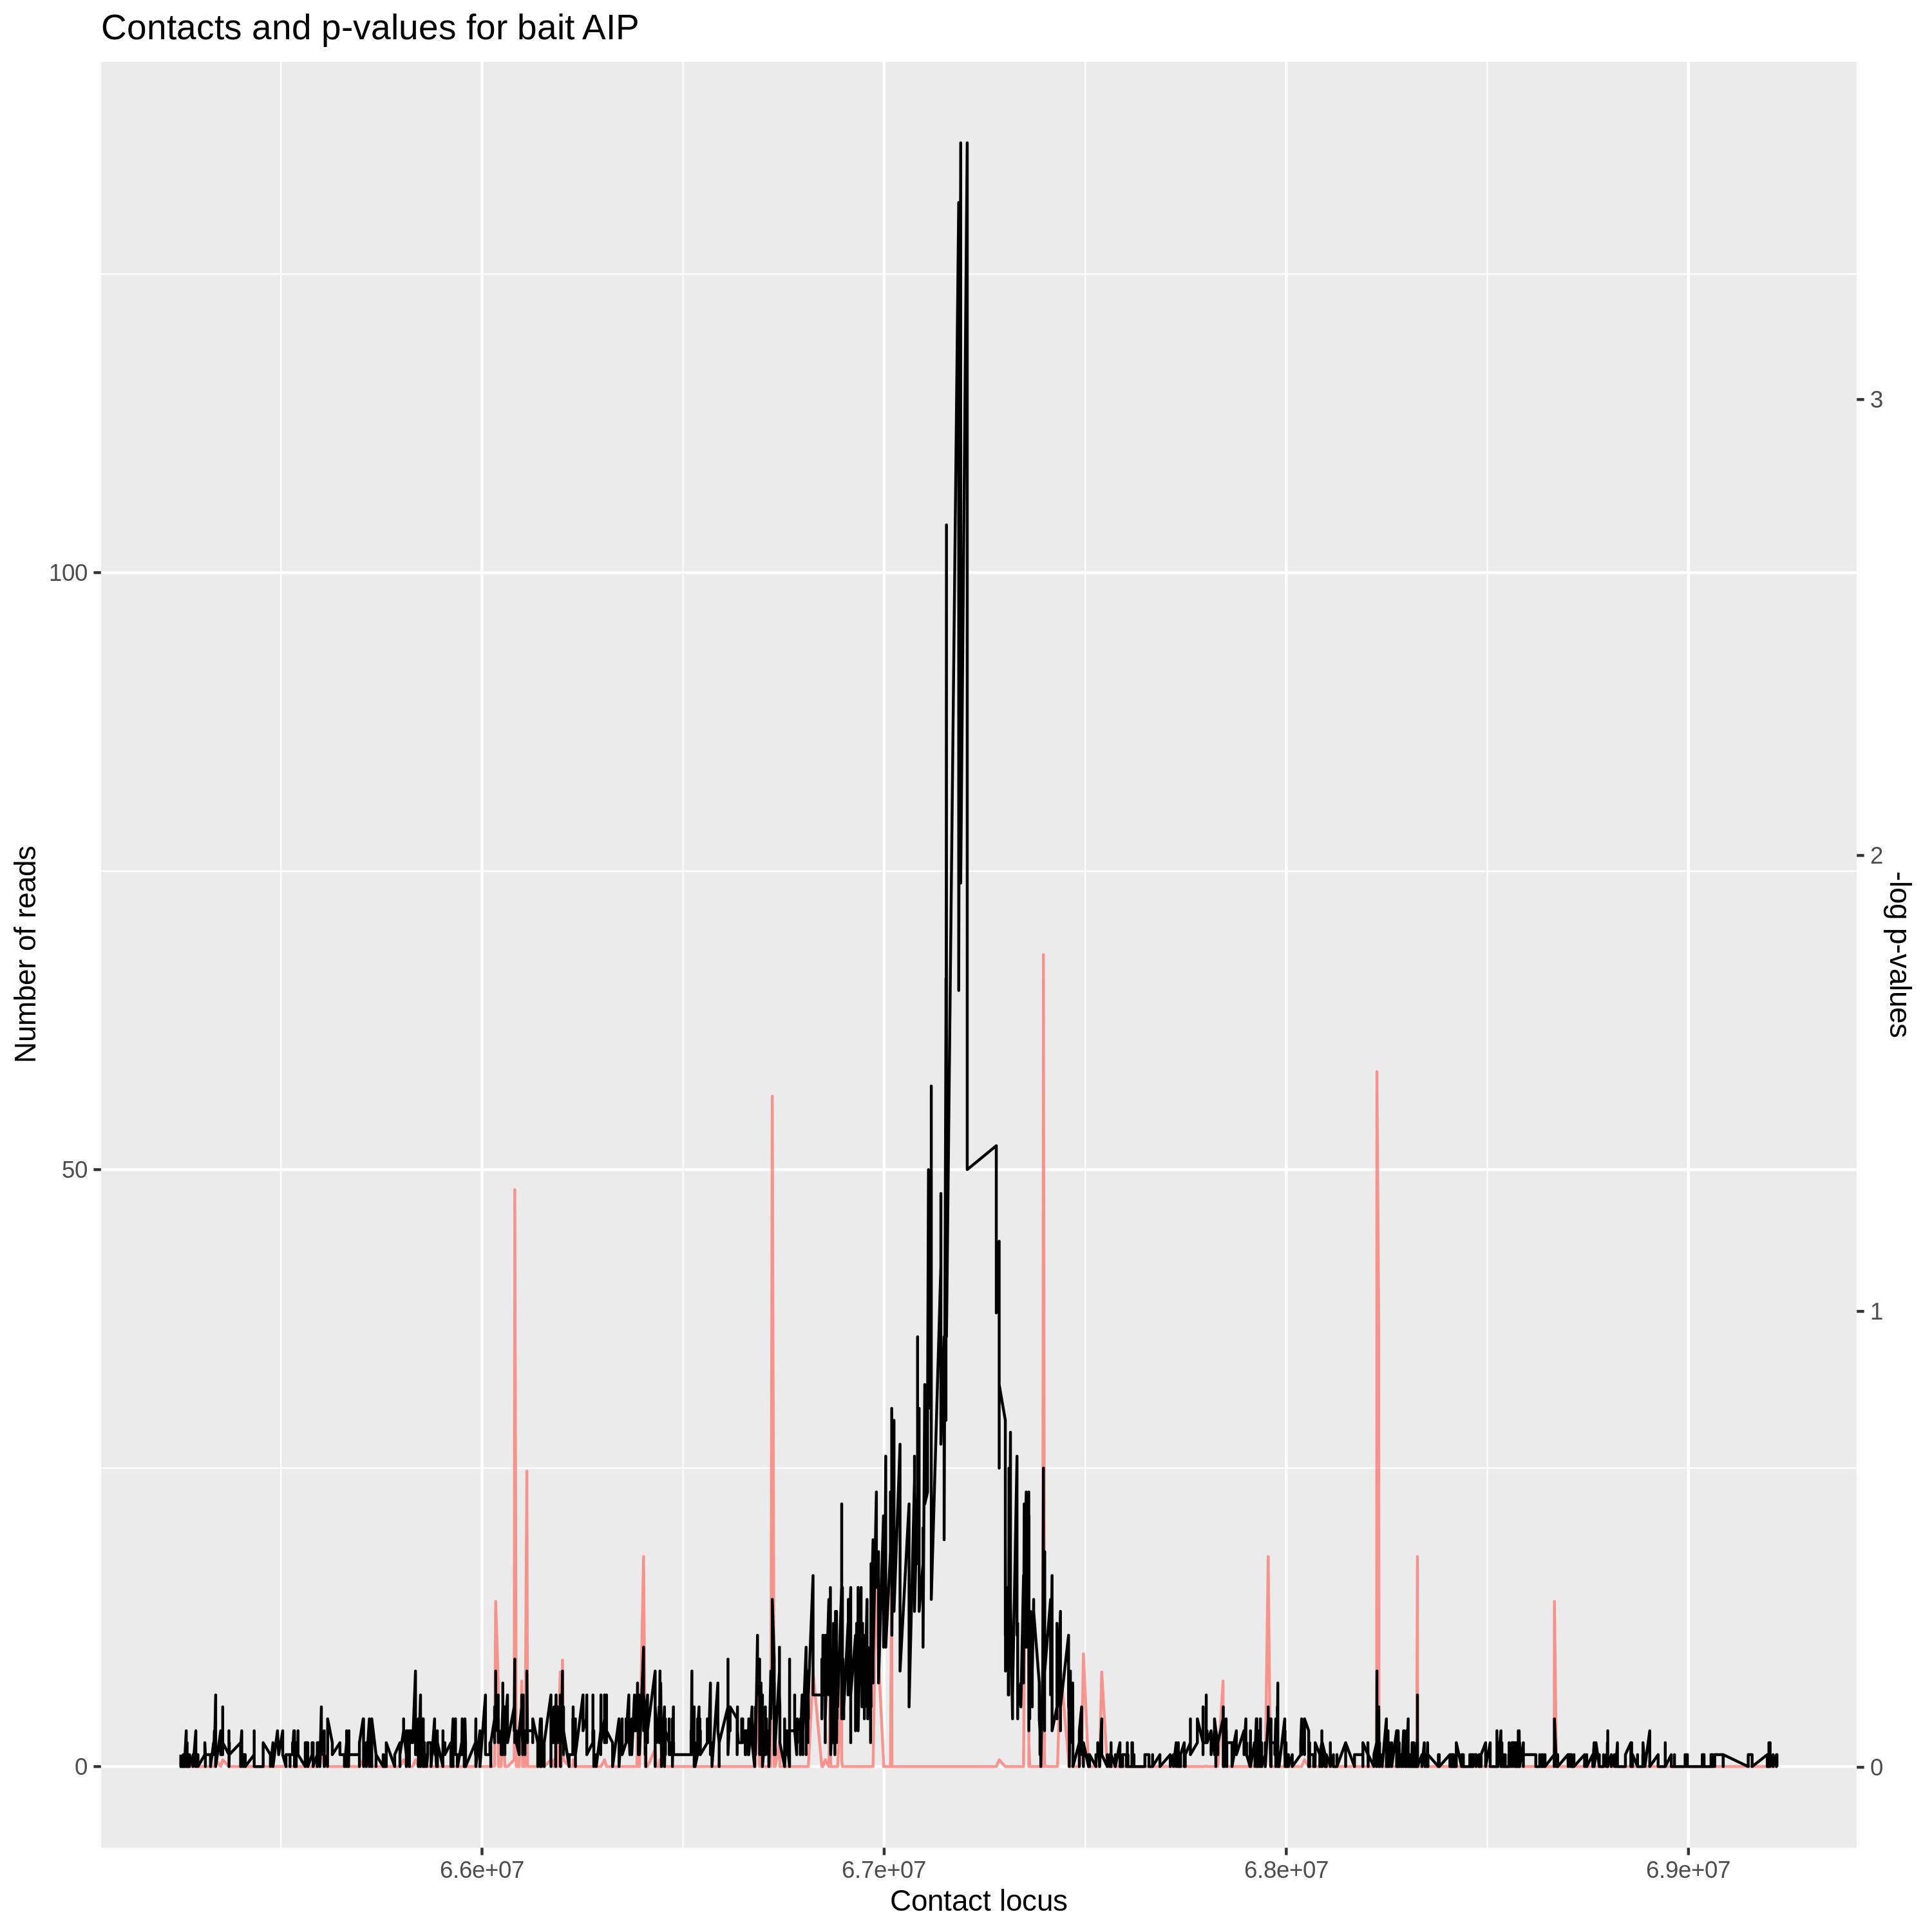 Contacts and p-values for bait AIP
Number of reads
100
50
0
3
2
1
0
-log p-values
6.6e+07 6.7e+07 6.8e+07 6.9e+07
Contact locus